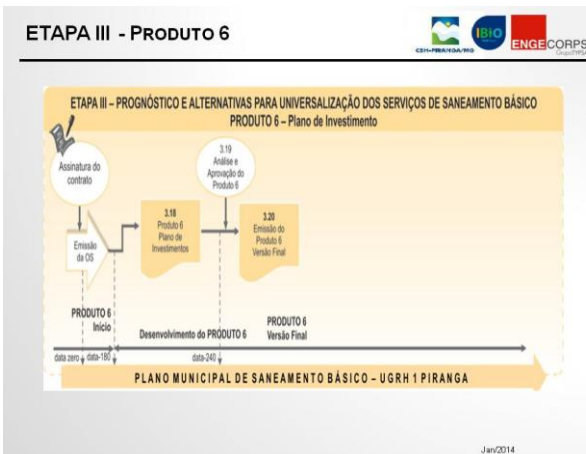 ETAPA III - PRODUTO 6
CBH-PIRANGA/MG
IBiO
ENGECORPS
ETAPA III – PROGNÓSTICO E ALTERNATIVAS PARA UNIVERSALIZAÇÃO DOS SERVIÇOS DE SANEAMENTO BÁSICO
PRODUTO 6 – Plano de Investimento
Assinatura do
contrato
3.19
Análise e
Aprovação do
Produto 6
Emissão
da OS
3.18
Produto 6
Plano de
Investimentos
3.20
Emissão do
Produto 6
Versão Final
PRODUTO 6
Início
Desenvolvimento do PRODUTO 6
PRODUTO 6
Versão Final
data zero
data-180
data-240
PLANO MUNICIPAL DE SANEAMENTO BÁSICO – UGRH 1 PIRANGA
Jan/2014